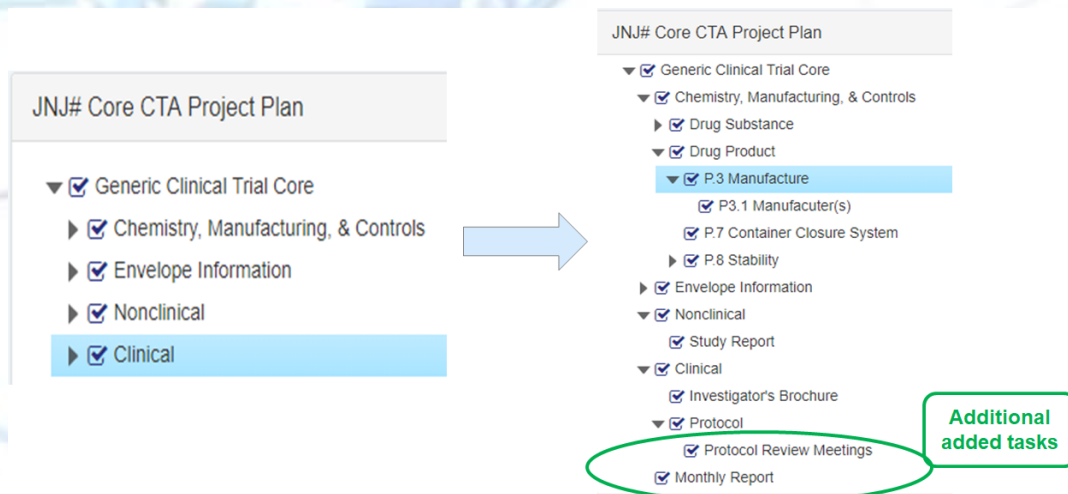 JNJ# Core CTA Project Plan
Generic Clinical Trial Core
Chemistry, Manufacturing, & Controls
Envelope Information
Nonclinical
Clinical
JNJ# Core CTA Project Plan
Generic Clinical Trial Core
Chemistry, Manufacturing, & Controls
Drug Substance
Drug Product
P.3 Manufacture
P3.1 Manufacuter(s)
P.7 Container Closure System
P.8 Stability
Envelope Information
Nonclinical
Study Report
Clinical
Investigator's Brochure
Protocol
Protocol Review Meetings
Monthly Report
Additional
added tasks